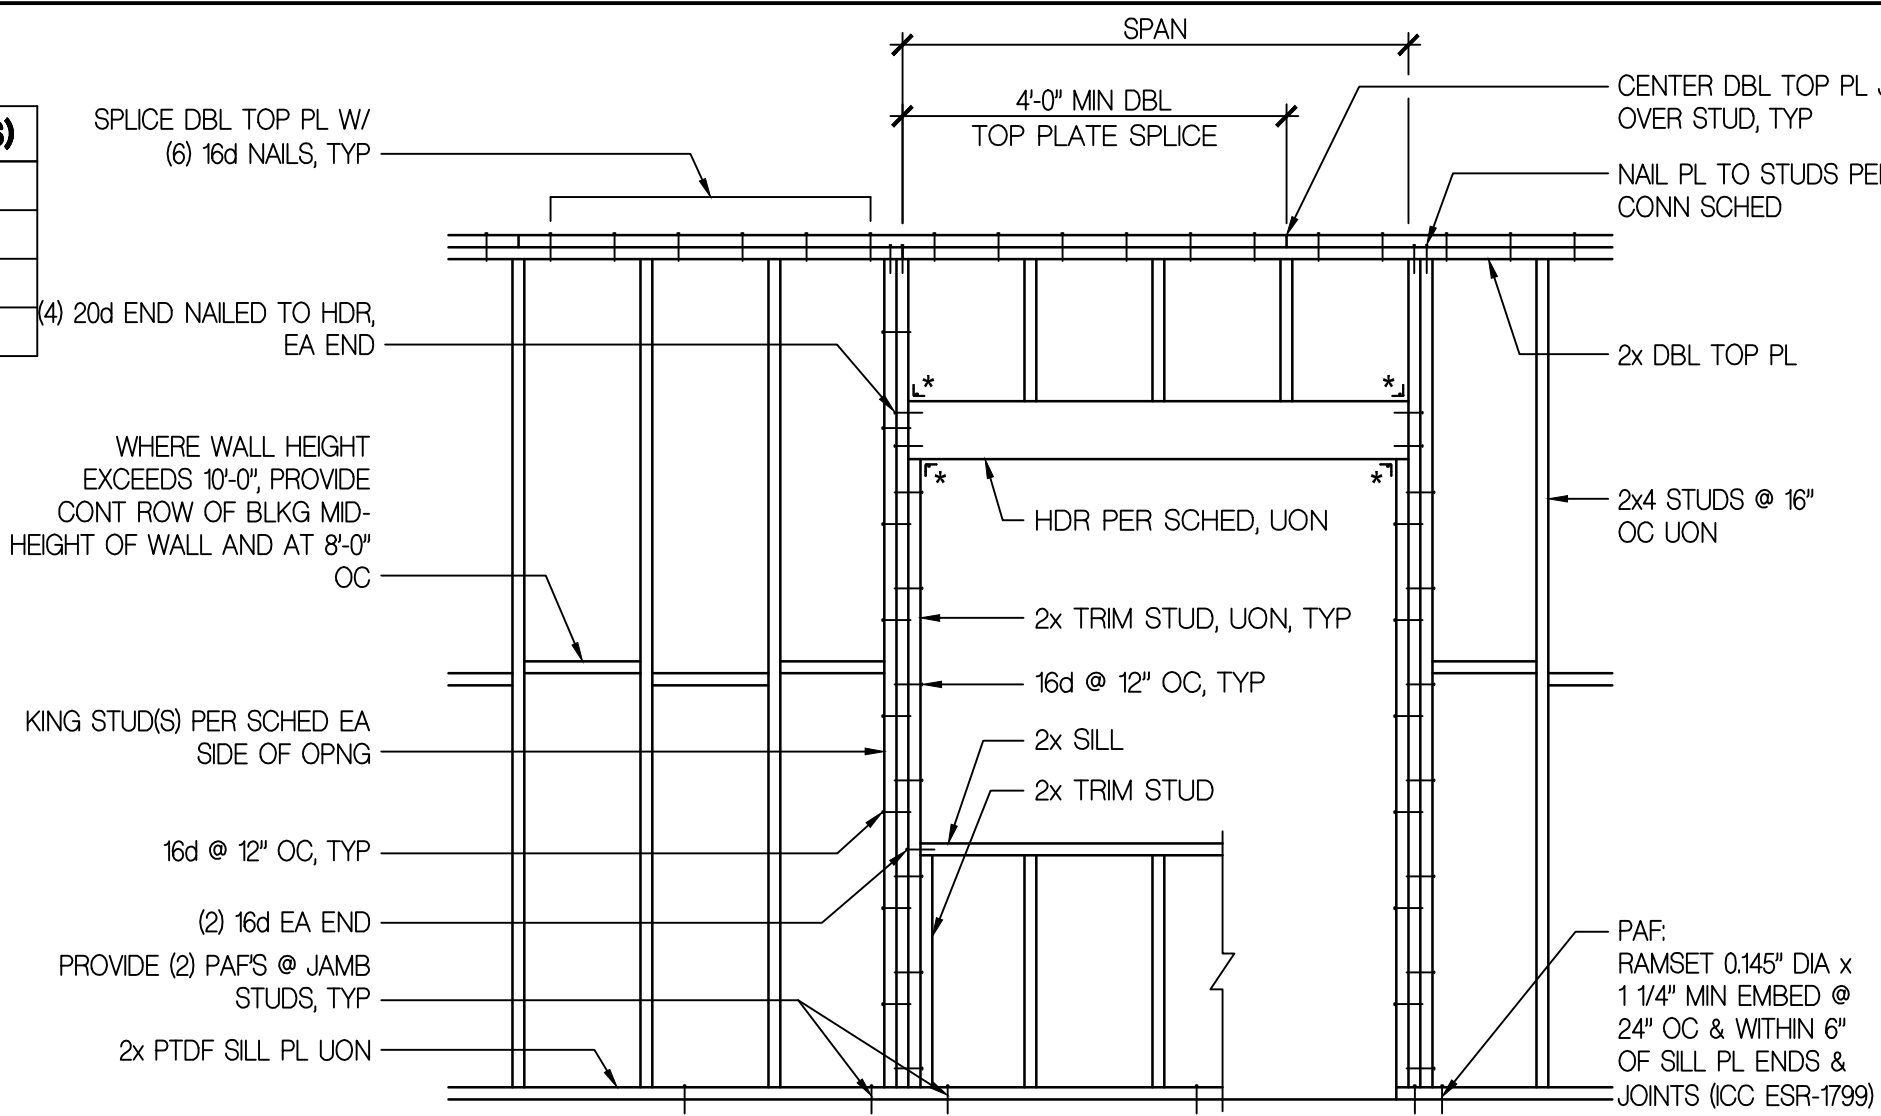 SPAN
4'-0" MIN DBL
TOP PLATE SPLICE
S)
SPLICE DBL TOP PL W/
(6) 16d NAILS, TYP
CENTER DBL TOP PL
OVER STUD, TYP
NAIL PL TO STUDS PER
CONN SCHED
(4) 20d END NAILED TO HDR,
EA END
2x DBL TOP PL
*
*
*
*
WHERE WALL HEIGHT
EXCEEDS 10'-0", PROVIDE
CONT ROW OF BLKG MID-
HEIGHT OF WALL AND AT 8'-0"
OC
HDR PER SCHED, UON
2x4 STUDS @ 16"
OC UON
2x TRIM STUD, UON, TYP
16d @ 12" OC, TYP
KING STUD(S) PER SCHED EA
SIDE OF OPNG
2x SILL
2x TRIM STUD
16d @ 12" OC, TYP
(2) 16d EA END
PROVIDE (2) PAF'S @ JAMB
STUDS, TYP
2x PTDF SILL PL UON
PAF:
RAMSET 0.145" DIA x
1 1/4" MIN EMBED @
24" OC & WITHIN 6"
OF SILL PL ENDS &
JOINTS (ICC ESR-1799)